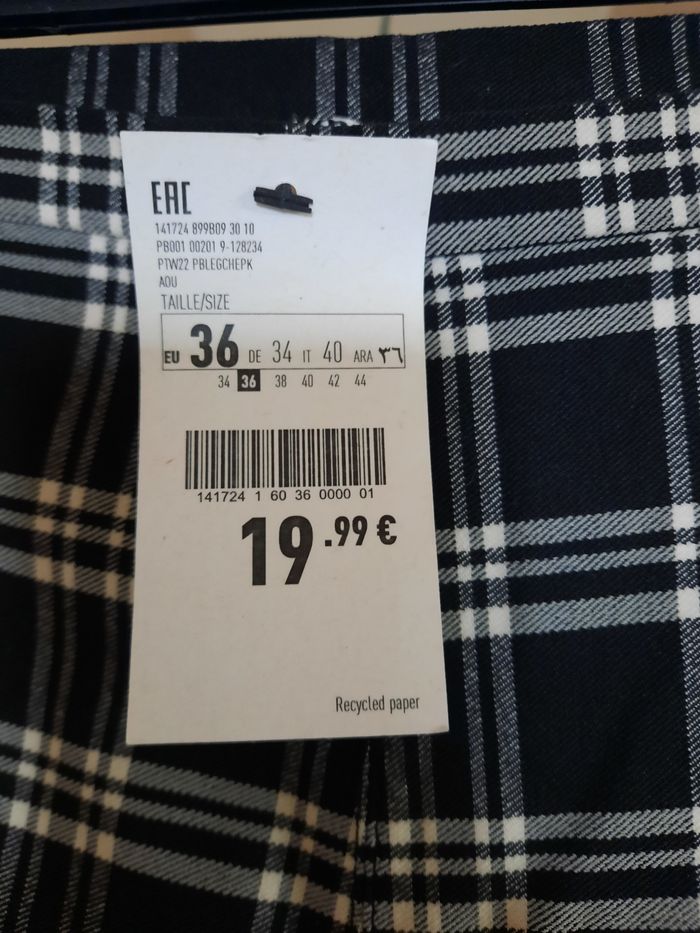 EAC
141724 899B09 30 10
PB001 00201 9-128234
PTW22 PBLEGCHEPK
AOU
TAILLE/SIZE
EU 36 DE 34 IT 40 ARA ٣٦
34 36 38 40 42 44
141724 1 60 36 0000 01
19.99 €
Recycled paper